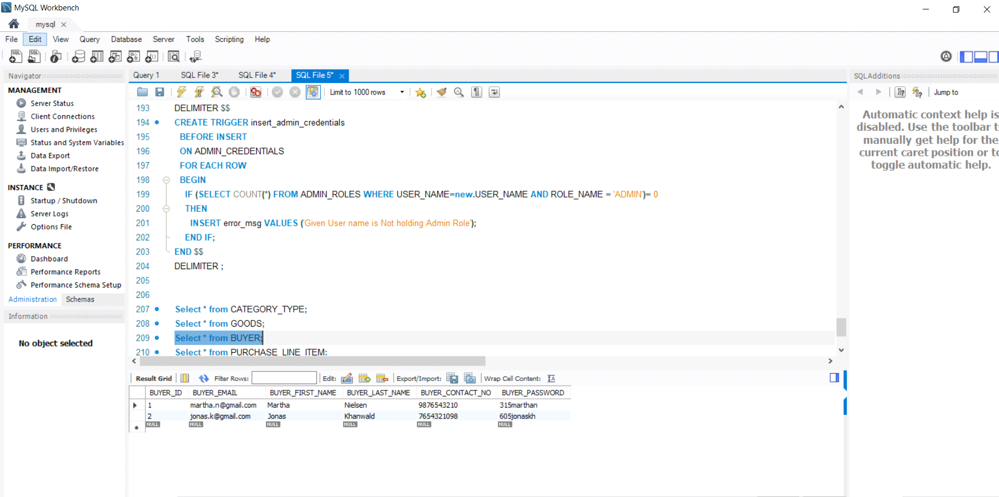 MySQL Workbench
mysql
File Edit View Query Database Server Tools Scripting Help
Navigator
MANAGEMENT
Server Status
Client Connections
Users and Privileges
Status and System Variables
Data Export
Data Import/Restore
INSTANCE
Startup / Shutdown
Server Logs
Options File
PERFORMANCE
Dashboard
Performance Reports
Performance Schema Setup
Administration Schemas
Information
No object selected
Query 1 SQL File 3* SQL File 4* SQL File 5*
Limit to 1000 rows
193 DELIMITER $$
194 CREATE TRIGGER insert_admin_credentials
195 BEFORE INSERT
196 ON ADMIN_CREDENTIALS
197 FOR EACH ROW
198 BEGIN
199 IF (SELECT COUNT(*) FROM ADMIN_ROLES WHERE USER_NAME=new.USER_NAME AND ROLE_NAME = 'ADMIN')= 0
200 THEN
201 INSERT error_msg VALUES ('Given User name is Not holding Admin Role');
202 END IF;
203 END $$
204 DELIMITER ;
205
206
207 Select * from CATEGORY_TYPE;
208 Select * from GOODS;
209 Select * from BUYER;
210 Select * from PURCHASE_LINE_ITEM;
Result Grid Filter Rows: Edit: Export/Import: Wrap Cell Content:
BUYER_ID BUYER_EMAIL BUYER_FIRST_NAME BUYER_LAST_NAME BUYER_CONTACT_NO BUYER_PASSWORD
1 martha.n@gmail.com Martha Nielsen 9876543210 315marthan
2 jonas.k@gmail.com Jonas Khanwald 7654321098 605jonaskh
NULL NULL NULL NULL NULL NULL
SQLAdditions
Jump to
Automatic context help is
disabled. Use the toolbar t
manually get help for the
current caret position or to
toggle automatic help.